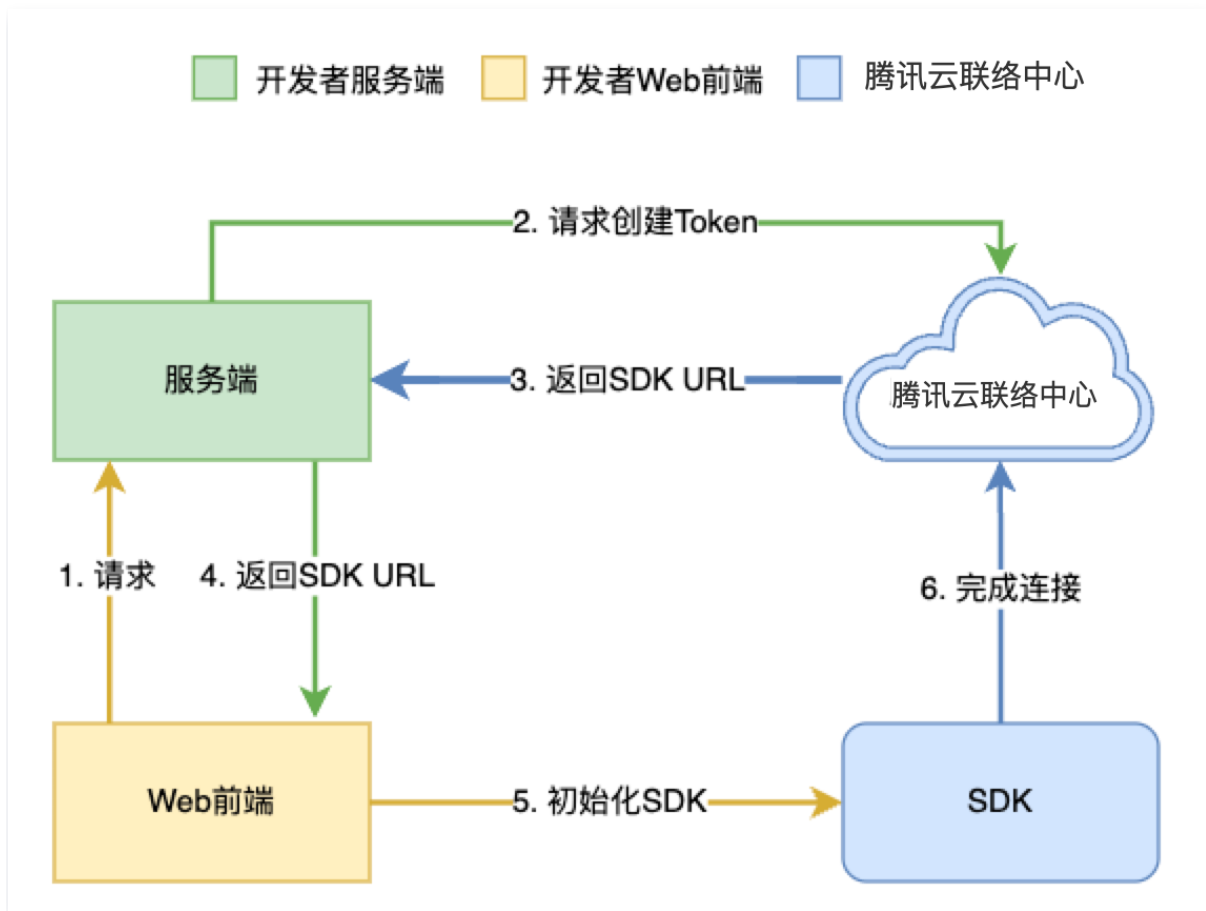 开发者服务端
开发者Web前端
腾讯云联络中心
2. 请求创建Token
服务端
3. 返回SDK URL
腾讯云联络中心
1. 请求
4. 返回SDK URL
6. 完成连接
Web前端
5. 初始化SDK
SDK